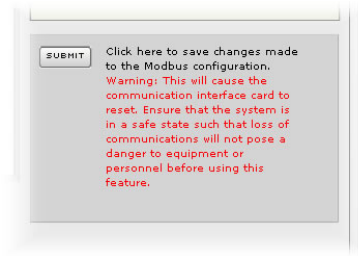 SUBMIT
Click here to save changes made
to the Modbus configuration.
Warning: This will cause the
communication interface card to
reset. Ensure that the system is
in a safe state such that loss of
communications will not pose a
danger to equipment or
personnel before using this
feature.